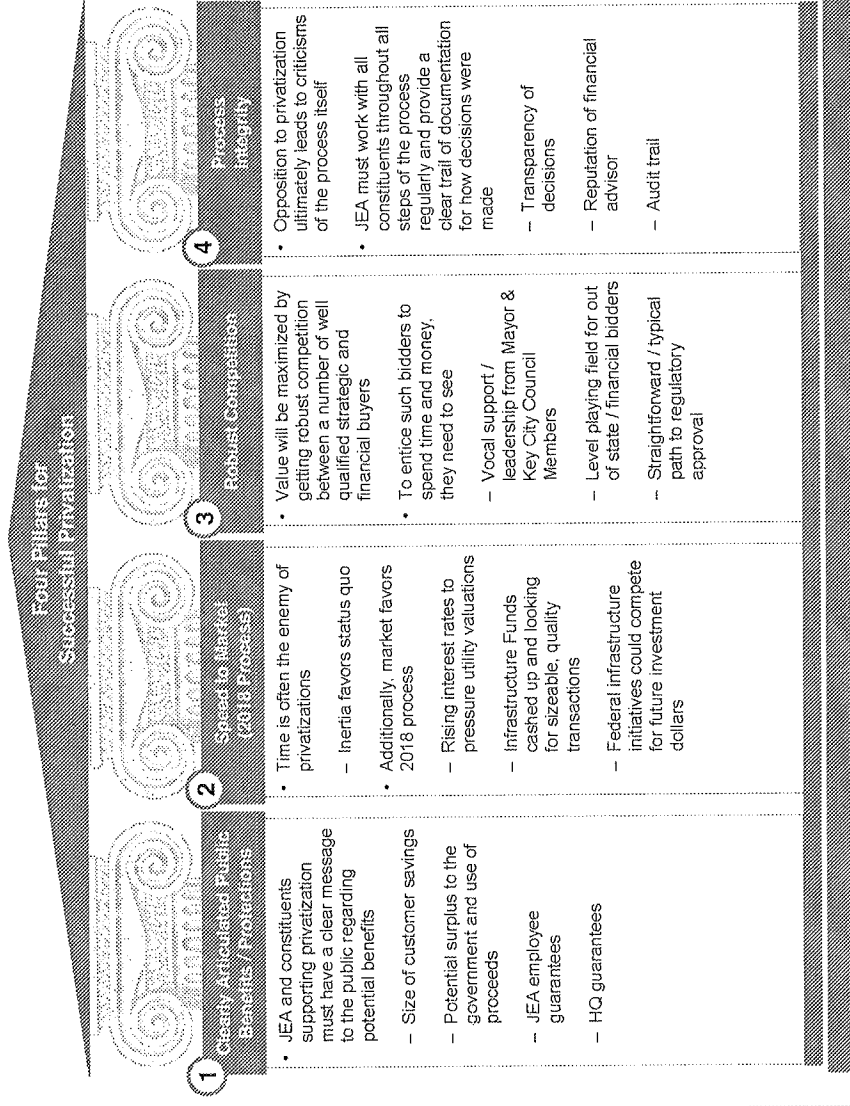 Four Pillars for
Successful Privatization
1
Clearly Articulated Public
Benefits / Protections
• JEA and constituents
supporting privatization
must have a clear message
to the public regarding
potential benefits
– Size of customer savings
– Potential surplus to the
government and use of
proceeds
– JEA employee
guarantees
– HQ guarantees
2
Speed to Market
(2018 Process)
• Time is often the enemy of
privatizations
– Inertia favors status quo
• Additionally, market favors
2018 process
– Rising interest rates to
pressure utility valuations
– Infrastructure Funds
cashed up and looking
for sizeable, quality
transactions
– Federal infrastructure
initiatives could compete
for future investment
dollars
3
Robust Competition
• Value will be maximized by
getting robust competition
between a number of well
qualified strategic and
financial buyers
• To entice such bidders to
spend time and money,
they need to see
– Vocal support /
leadership from Mayor &
Key City Council
Members
– Level playing field for out
of state / financial bidders
– Straightforward / typical
path to regulatory
approval
4
Process
Integrity
• Opposition to privatization
ultimately leads to criticisms
of the process itself
• JEA must work with all
constituents throughout all
steps of the process
regularly and provide a
clear trail of documentation
for how decisions were
made
– Transparency of
decisions
– Reputation of financial
advisor
– Audit trail